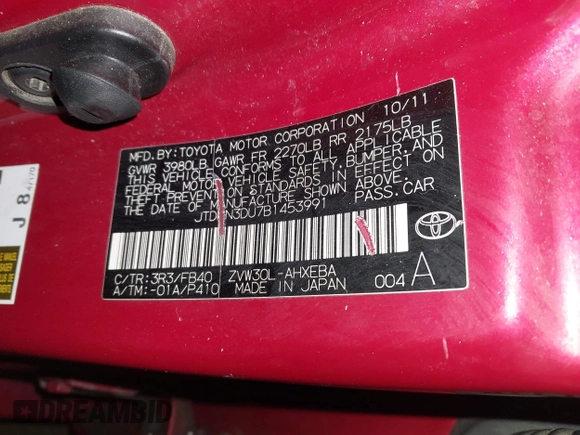 MFD.BY:TOYOTA MOTOR CORPORATION 10/11
GVWR 3980LB GAWR FR 2270LB RR 2175LB
THIS VEHICLE CONFORMS TO ALL APPLICABLE
FEDERAL MOTOR VEHICLE SAFETY, BUMPER, AND
THEFT PREVENTION STANDARDS IN EFFECT ON
THE DATE OF MANUFACTURE SHOWN ABOVE.
PASS.CAR
C/TR:3R3/FB40 ZVW30L-AHXEBA
A/TM:-01A/P410 MADE IN JAPAN 004 A
J 8
DREAMBID